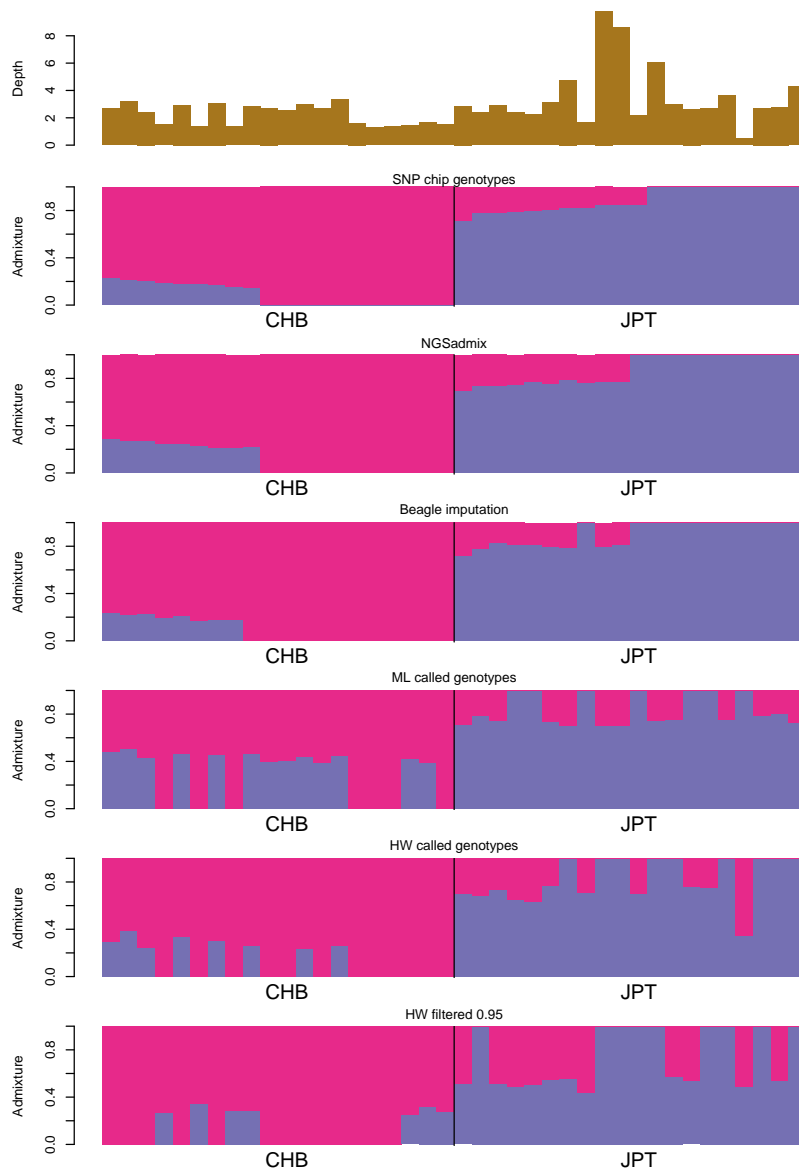 8
6
4
2
0
Depth
SNP chip genotypes
0.8
0.4
0.0
Admixture
CHB JPT
NGSadmix
0.8
0.4
0.0
Admixture
CHB JPT
Beagle imputation
0.8
0.4
0.0
Admixture
CHB JPT
ML called genotypes
0.8
0.4
0.0
Admixture
CHB JPT
HW called genotypes
0.8
0.4
0.0
Admixture
CHB JPT
HW filtered 0.95
0.8
0.4
0.0
Admixture
CHB JPT